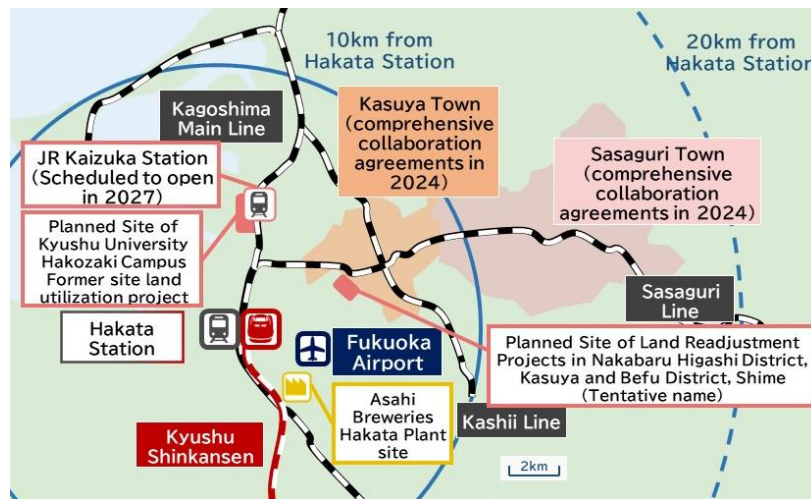 10km from
Hakata Station
20km from
Hakata Station
Kagoshima
Main Line
Kasuya Town
(comprehensive
collaboration
agreements in
2024)
Sasaguri Town
(comprehensive
collaboration
agreements in 2024)
JR Kaizuka Station
(Scheduled to open
in 2027)
Planned Site of
Kyushu University
Hakozaki Campus
Former site land
utilization project
Hakata
Station
Fukuoka
Airport
Sasaguri
Line
Planned Site of Land Readjustment
Projects in Nakabaru Higashi District,
Kasuya and Befu District, Shime
(Tentative name)
Asahi
Breweries
Hakata Plant
site
Kashii Line
Kyushu
Shinkansen
2km